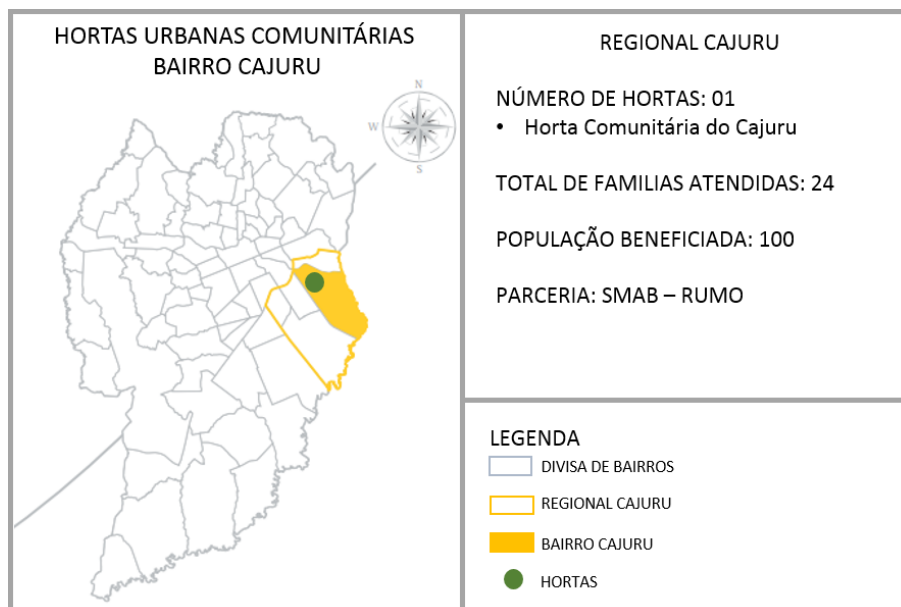 HORTAS URBANAS COMUNITÁRIAS
BAIRRO CAJURU
N
W
S
REGIONAL CAJURU
NÚMERO DE HORTAS: 01
• Horta Comunitária do Cajuru
TOTAL DE FAMILIAS ATENDIDAS: 24
POPULAÇÃO BENEFICIADA: 100
PARCERIA: SMAB – RUMO
LEGENDA
DIVISA DE BAIRROS
REGIONAL CAJURU
BAIRRO CAJURU
HORTAS